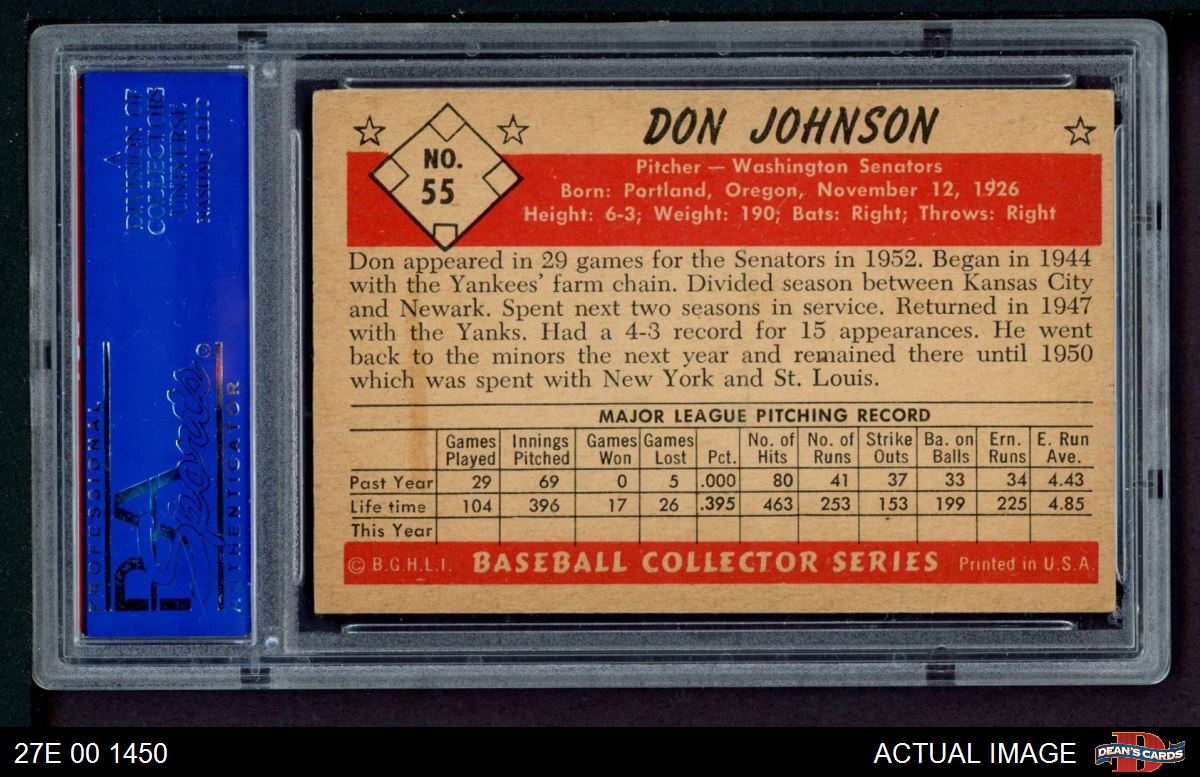 A
DIVISION OF
COLLECTORS
UNIVERSE
NASDAQ: CLCT
PROFESSIONAL
PSA
Sports
®
AUTHENTICATOR
DON JOHNSON
NO.
55
Pitcher — Washington Senators
Born: Portland, Oregon, November 12, 1926
Height: 6-3; Weight: 190; Bats: Right; Throws: Right
Don appeared in 29 games for the Senators in 1952. Began in 1944
with the Yankees' farm chain. Divided season between Kansas City
and Newark. Spent next two seasons in service. Returned in 1947
with the Yanks. Had a 4-3 record for 15 appearances. He went
back to the minors the next year and remained there until 1950
which was spent with New York and St. Louis.
MAJOR LEAGUE PITCHING RECORD
Games Played Innings Pitched Games Won Games Lost Pct. No. of Hits No. of Runs Strike Outs Ba. on Balls Ern. Runs E. Run Ave.
Past Year 29 69 0 5 .000 80 41 37 33 34 4.43
Life time 104 396 17 26 .395 463 253 153 199 225 4.85
This Year
© B.G.H.L.I. BASEBALL COLLECTOR SERIES Printed in U.S.A.
27E 00 1450
ACTUAL IMAGE
D
DEAN'S CARDS